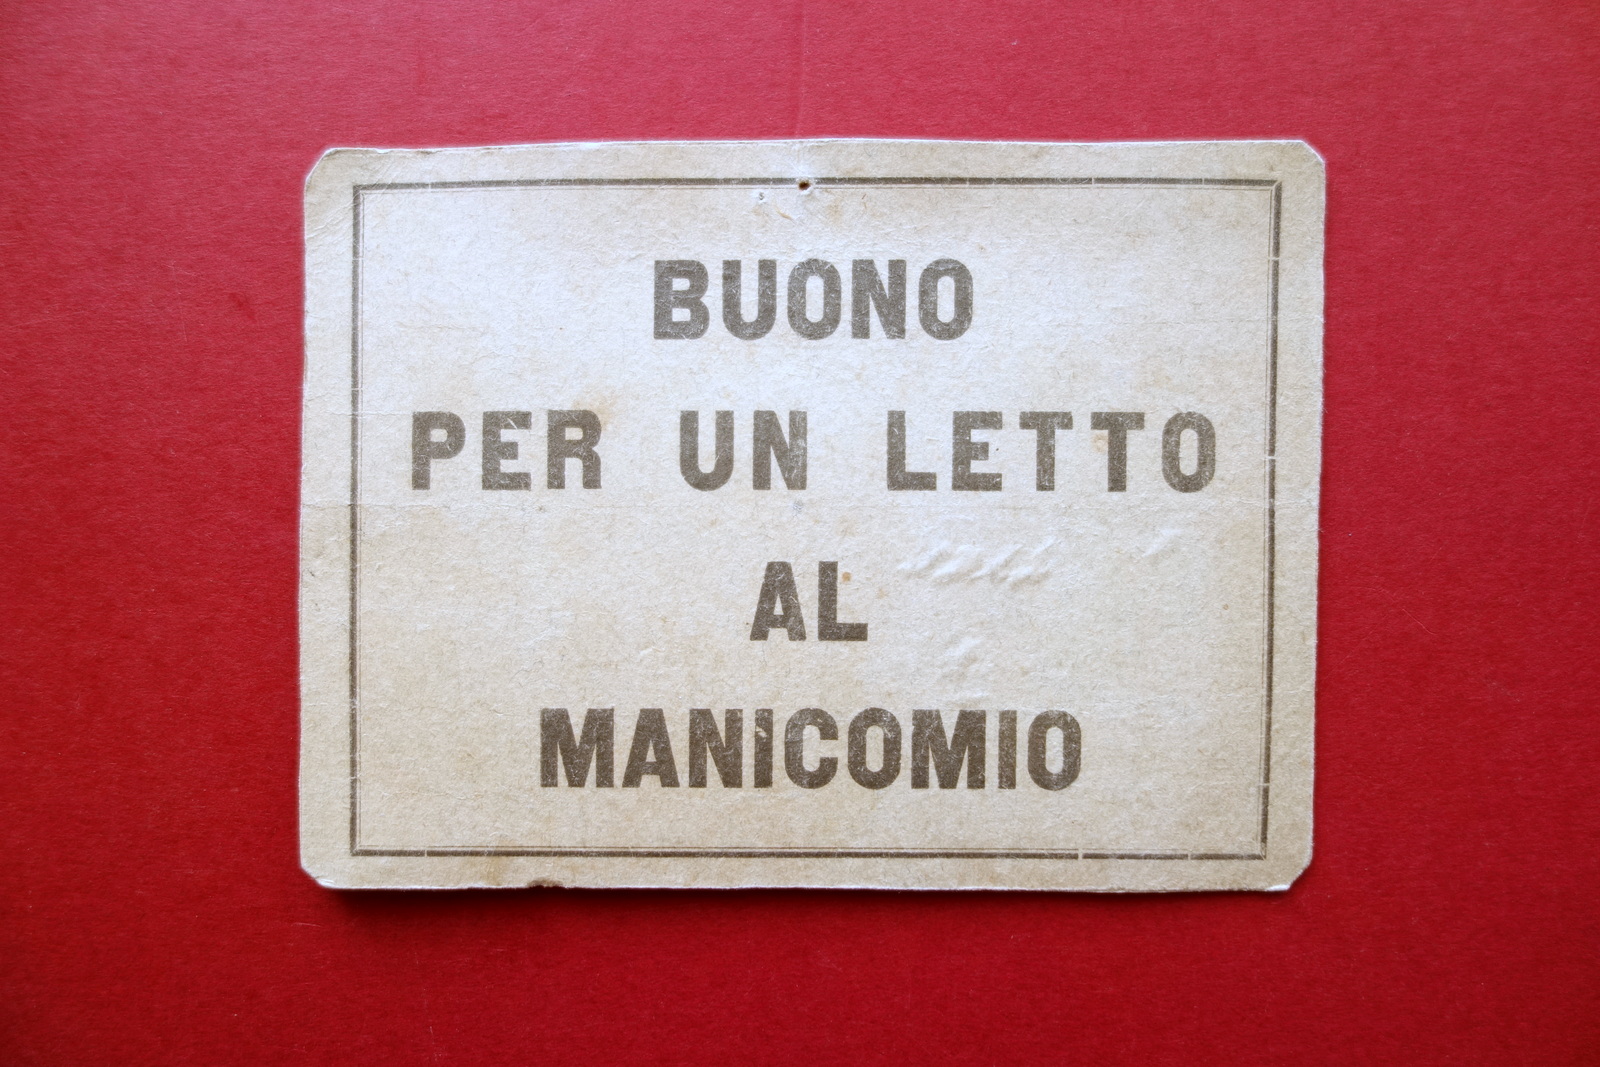 BUONO
PER UN LETTO
AL
MANICOMIO